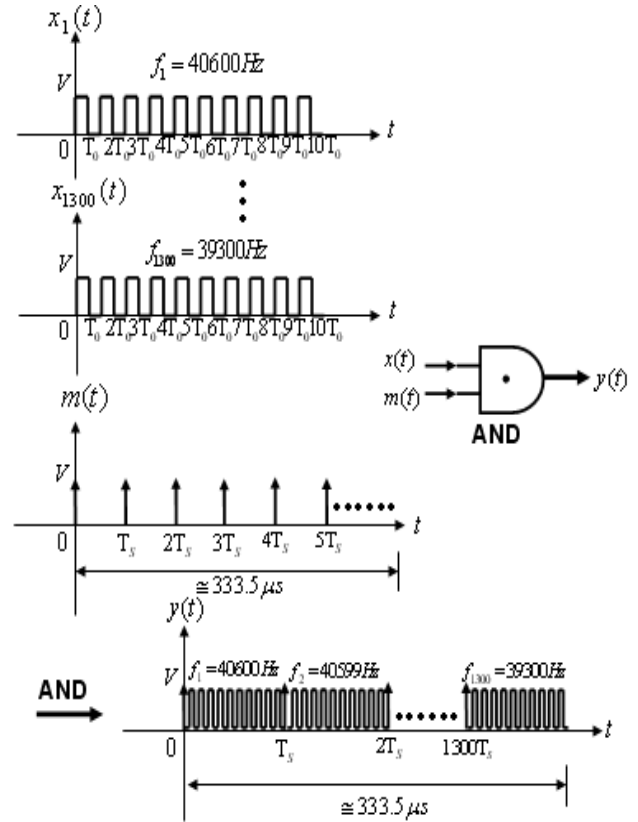 x₁(t)
f₁ = 40600Hz
V
0 T₀ 2T₀ 3T₀ 4T₀ 5T₀ 6T₀ 7T₀ 8T₀ 9T₀ 10T₀ t
x₁₃₀₀(t)
f₁₃₀₀ = 39300Hz
V
0 T₀ 2T₀ 3T₀ 4T₀ 5T₀ 6T₀ 7T₀ 8T₀ 9T₀ 10T₀ t
x(t)
m(t)
y(t)
AND
m(t)
V
0 Tₛ 2Tₛ 3Tₛ 4Tₛ 5Tₛ t
≅333.5μs
y(t)
AND
V f₁ = 40600Hz f₂ = 40599Hz f₁₃₀₀ = 39300Hz
0 Tₛ 2Tₛ 1300Tₛ t
≅333.5μs